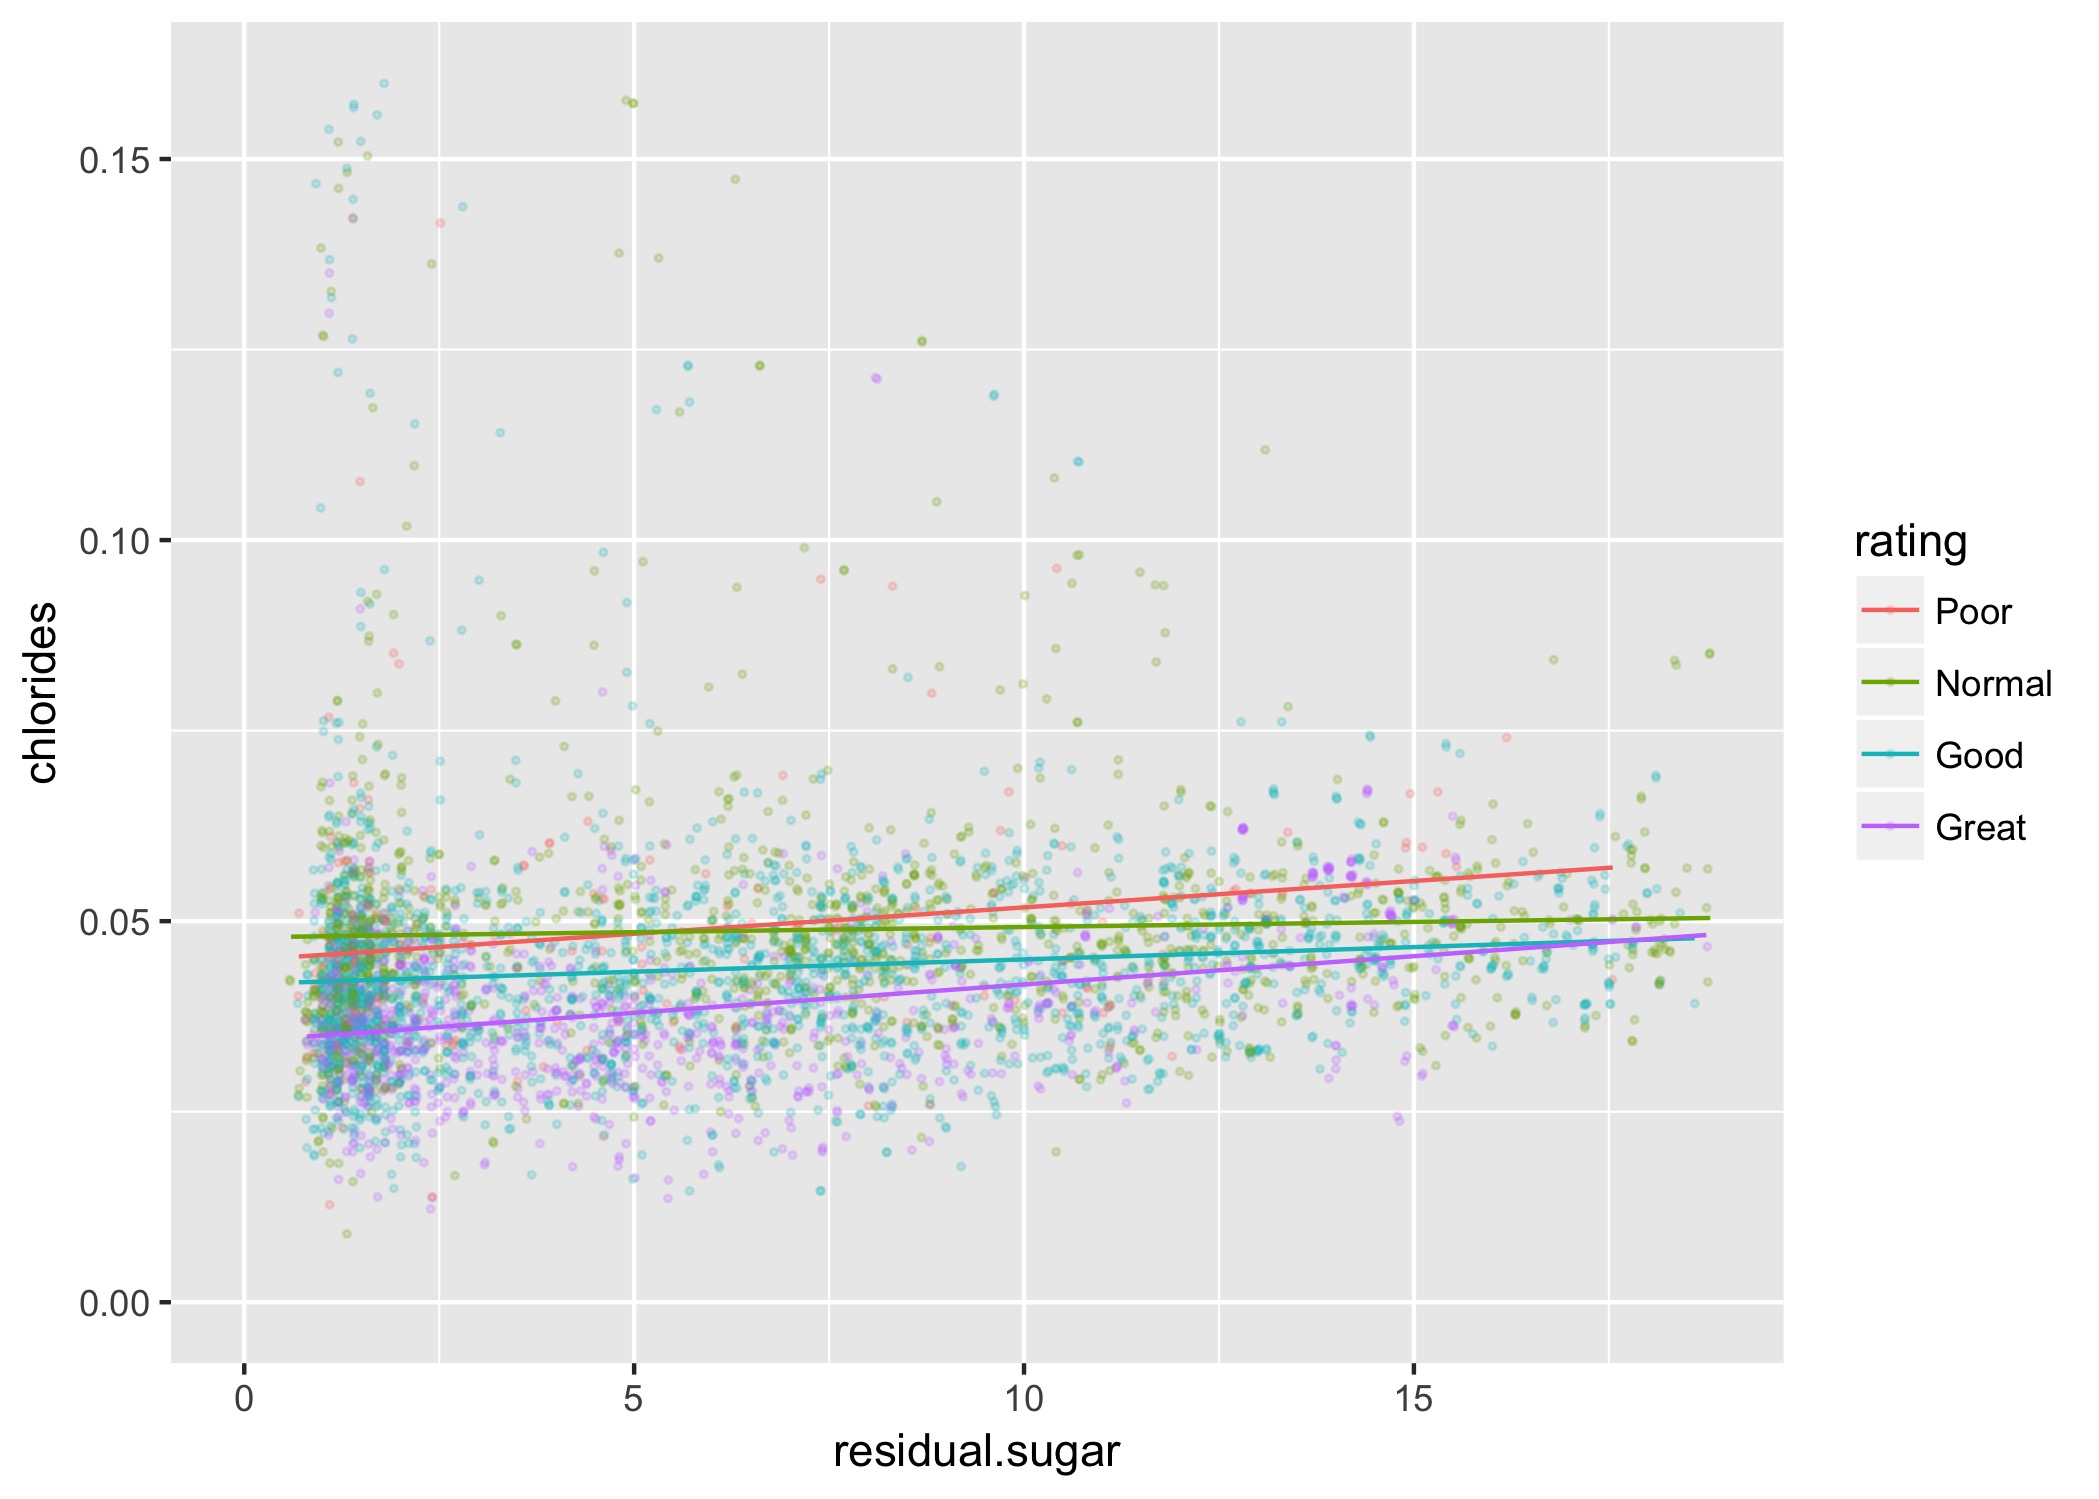 0.15
0.10
0.05
0.00
chlorides
0 5 10 15
residual.sugar
rating
Poor
Normal
Good
Great